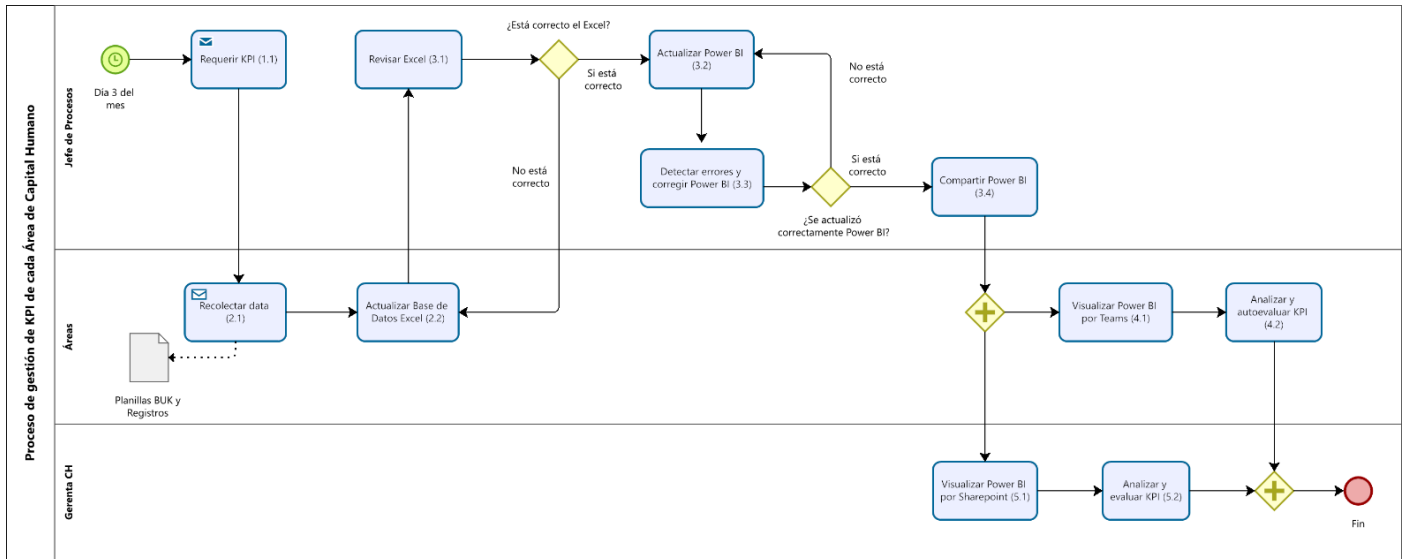 Proceso de gestión de KPI de cada Área de Capital Humano
Jefe de Procesos
Día 3 del
mes
Requerir KPI (1.1)
Revisar Excel (3.1)
¿Está correcto el Excel?
Si está
correcto
No está
correcto
Actualizar Power BI
(3.2)
No está
correcto
Detectar errores y
corregir Power BI (3.3)
Si está
correcto
¿Se actualizó
correctamente Power BI?
Compartir Power BI
(3.4)
Áreas
Recolectar data
(2.1)
Planillas BUK y
Registros
Actualizar Base de
Datos Excel (2.2)
Visualizar Power BI
por Teams (4.1)
Analizar y
autoevaluar KPI
(4.2)
Gerenta CH
Visualizar Power BI
por Sharepoint (5.1)
Analizar y
evaluar KPI (5.2)
Fin